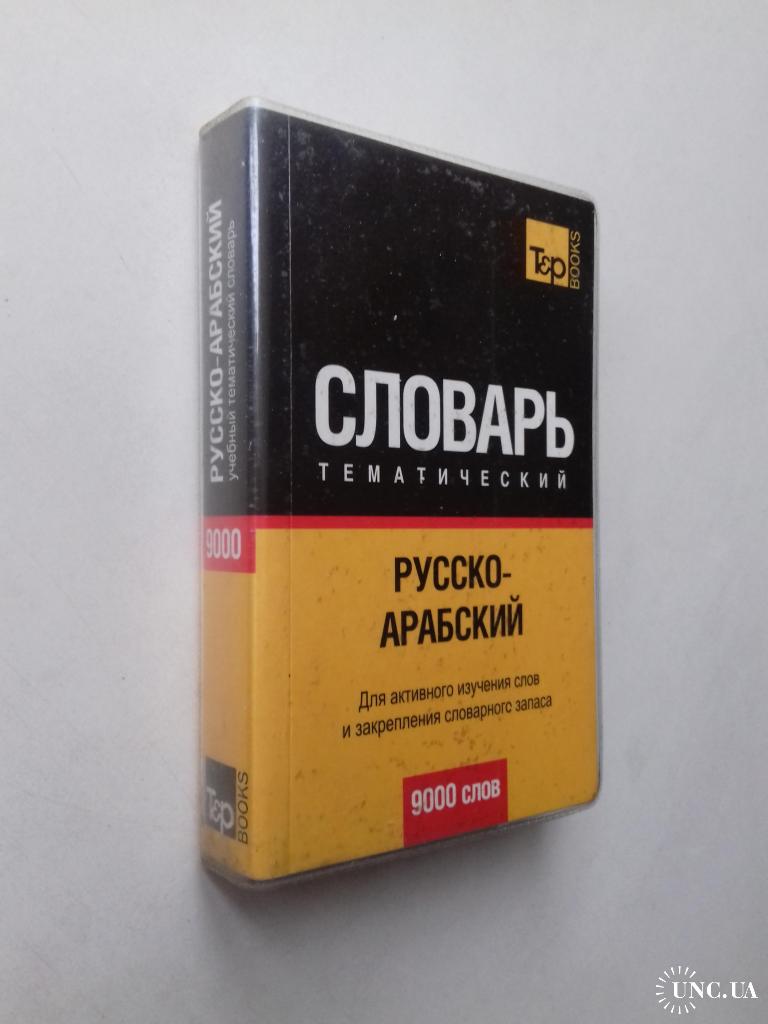 РУССКО-АРАБСКИЙ
учебный тематический словарь
9000
T&P
BOOKS
T&P
BOOKS
СЛОВАРЬ
ТЕМАТИЧЕСКИЙ
РУССКО-
АРАБСКИЙ
Для активного изучения слов
и закрепления словарного запаса
9000 слов
UNC.UA